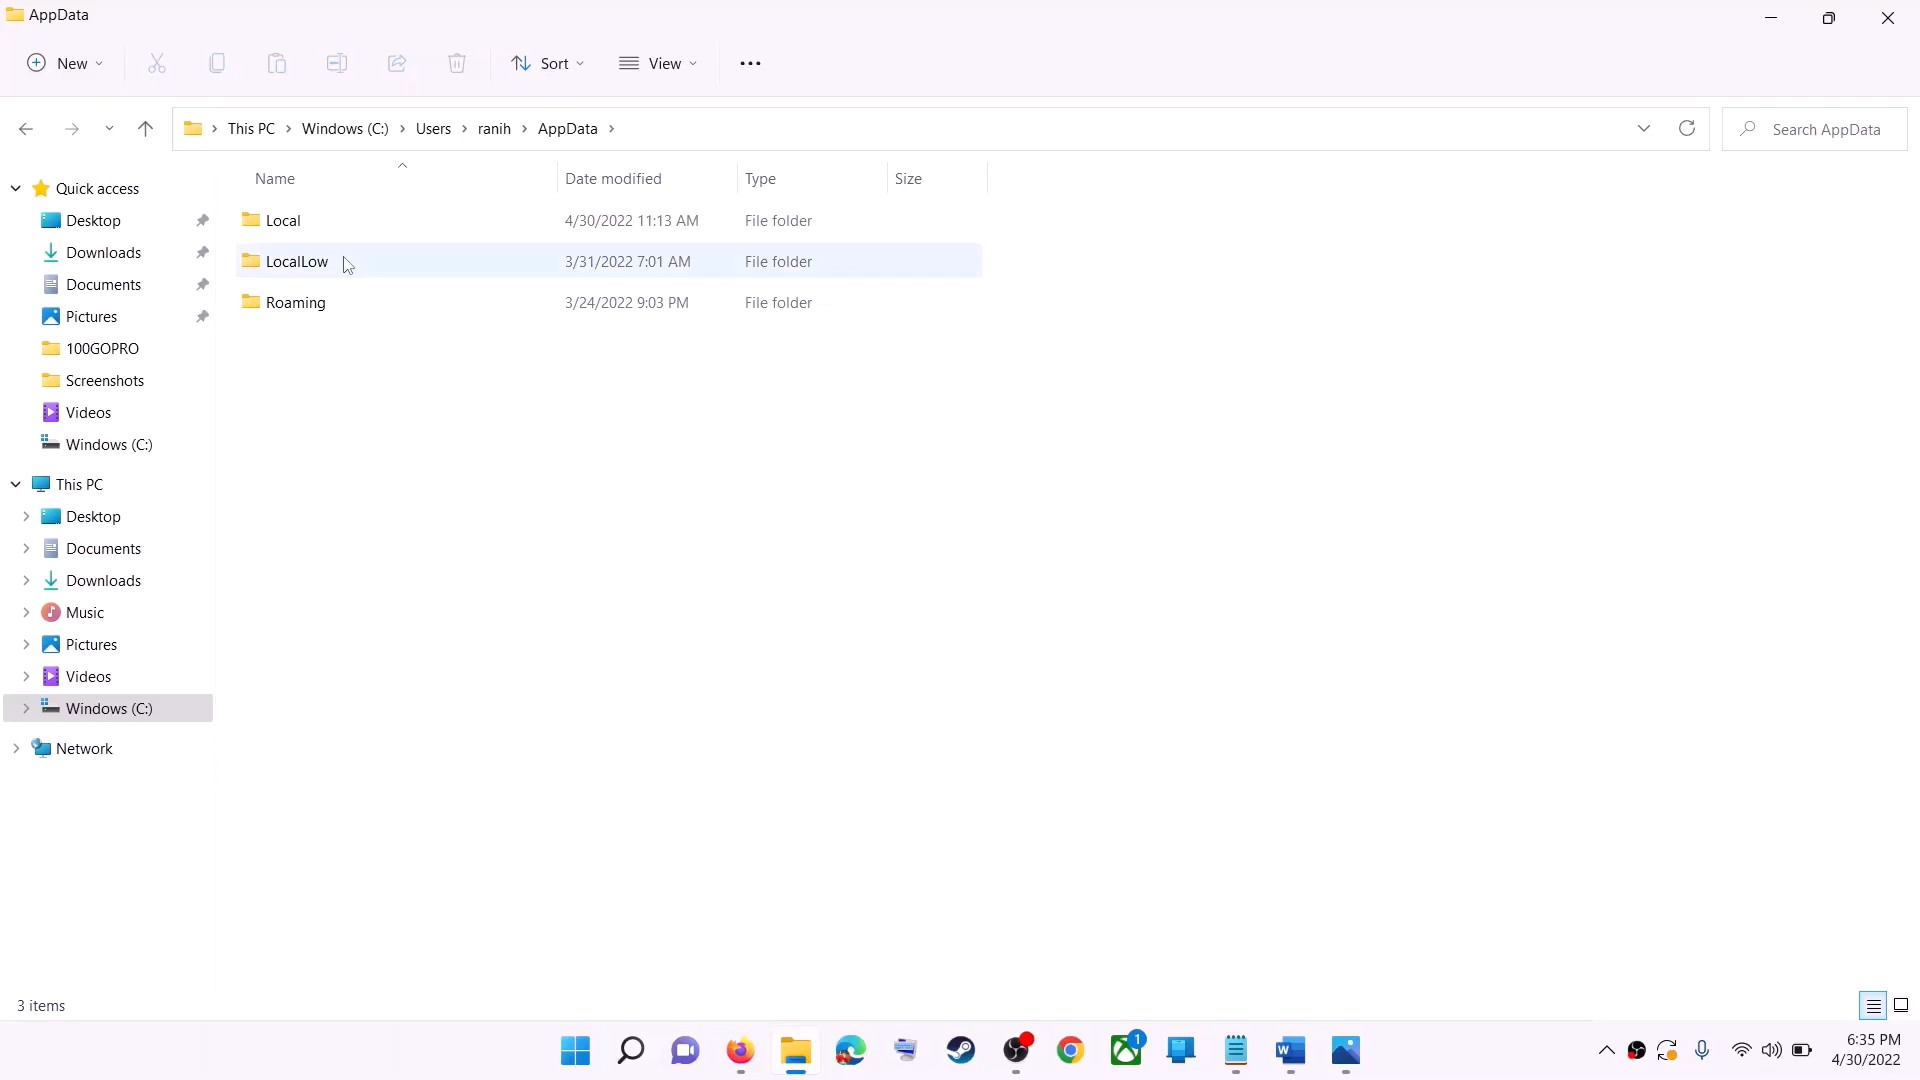 AppData
New
Sort
View
This PC > Windows (C:) > Users > ranih > AppData >
Search AppData
Name
Date modified
Type
Size
Local
4/30/2022 11:13 AM
File folder
LocalLow
3/31/2022 7:01 AM
File folder
Roaming
3/24/2022 9:03 PM
File folder
Quick access
Desktop
Downloads
Documents
Pictures
100GOPRO
Screenshots
Videos
Windows (C:)
This PC
Desktop
Documents
Downloads
Music
Pictures
Videos
Windows (C:)
Network
3 items
1
W
6:35 PM
4/30/2022